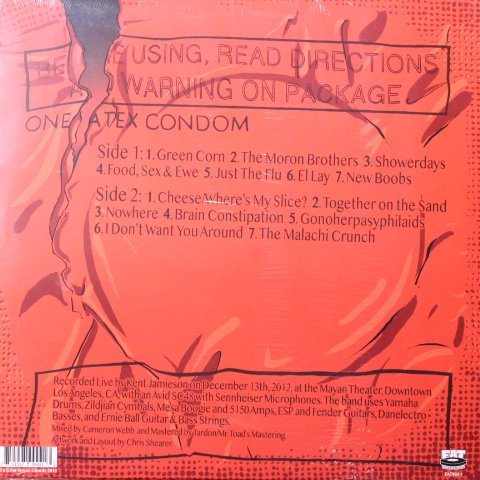 BE USING, READ DIRECTIONS
WARNING ON PACKAGE
ONE LATEX CONDOM
Side 1: 1. Green Corn 2. The Moron Brothers 3. Showerdays
4. Food, Sex & Ewe 5. Just The Flu 6. El Lay 7. New Boobs
Side 2: 1. Cheese/Where's My Slice? 2. Together on the Sand
3. Nowhere 4. Brain Constipation 5. Gonoherpasyphilaids
6. I Don't Want You Around 7. The Malachi Crunch
Recorded Live by Kent Jamieson on December 13th, 2012, at the Mayan Theater, Downtown
Los Angeles, CA, with an Avid SC48 with Sennheiser Microphones. The band uses Yamaha
Drums, Zildjian Cymbals, Mesa Boogie and 5150 Amps, ESP and Fender Guitars, Danelectro
Basses, and Ernie Ball Guitar & Bass Strings.
Mixed by Cameron Webb and Mastered by Jardon/Mr Toad's Mastering.
Artwork and Layout by Chris Shearer.
FAT